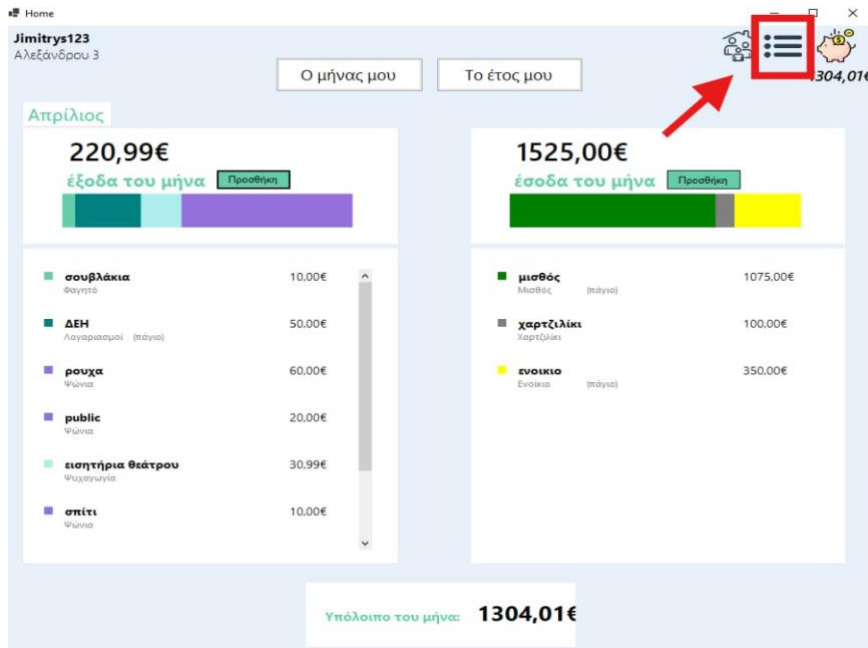 Home
Jimitrys123
Αλεξάνδρου 3
Ο μήνας μου
Το έτος μου
1304,01€
Απρίλιος
220,99€
έξοδα του μήνα
Προσθήκη
1525,00€
έσοδα του μήνα
Προσθήκη
σουβλάκια 10,00€
Φαγητό
ΔΕΗ 50,00€
Λογαριασμοί (πάγιο)
ρουχα 60,00€
Ψώνια
public 20,00€
Ψώνια
εισητήρια θεάτρου 30,99€
Ψυχαγωγία
σπίτι 10,00€
Ψώνια
μισθός 1075,00€
Μισθός (πάγιο)
χαρτζιλίκι 100,00€
Χαρτζιλίκι
ενοικιο 350,00€
Ενοίκιο (πάγιο)
Υπόλοιπο του μήνα: 1304,01€